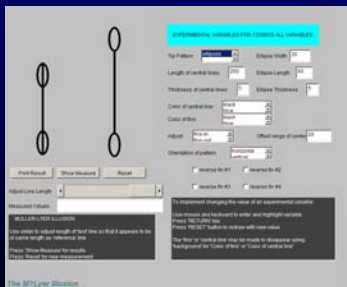 EXPERIMENTAL VARIABLES FOR COSMOS ALL VARIABLES
Tip Pattern: ellipses
Ellipse Width
Length of central lines:
Ellipse Length
Thickness of central lines: 5
Ellipse Thickness 5
Color of central line: black
Color of fins: black
Adjust:
Offset range of center
Orientation of pattern: horizontal
vertical
Print Result
Show Measure
Reset
reverse fin #1
reverse fin #2
reverse fin #3
reverse fin #4
Adjust Line Length
Measured Values
MULLER-LYER ILLUSION
Use slider to adjust length of 'test' line so that it appears to be
of same length as 'reference' line
Press 'Show Measure' for results
Press 'Reset' for new measurement
To implement changing the value of an experimental variable:
Use mouse and keyboard to enter and highlight variable
Press 'RETURN' key
Press 'RESET' button to redraw with new value.
The 'fins' or 'central line' may be made to disappear using
'background' for 'Color of fins' or 'Color of central line'
The M?Lyer Illusion